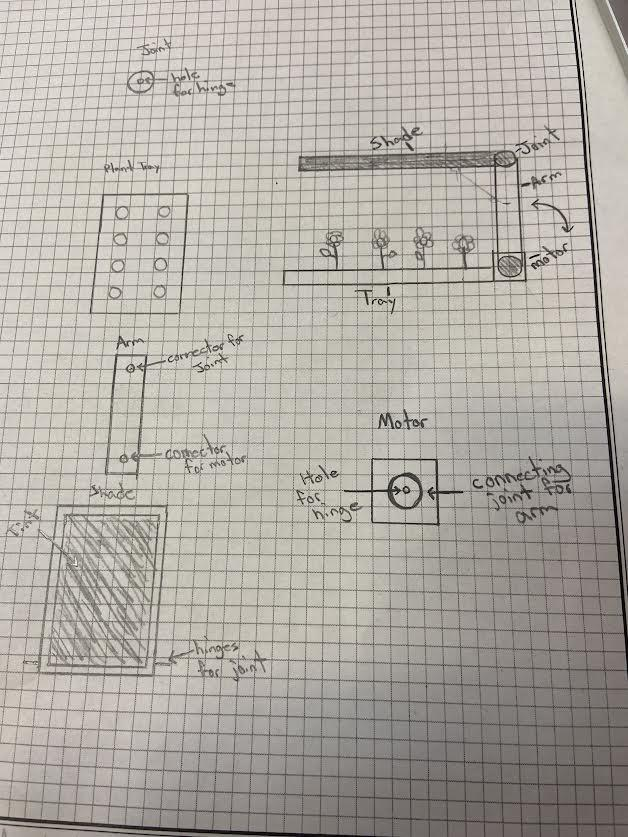 Joint
hole
for hinge
Plant Tray
Shade
Joint
Arm
motor
Tray
Arm
connector for
Joint
connector
for motor
Shade
Tint
hinges
for joint
Motor
Hole
for
hinge
connecting
joint for
arm